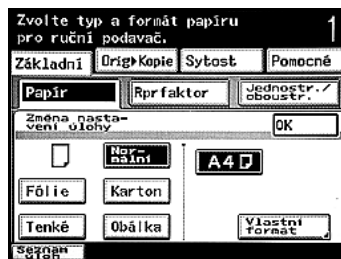 Zvolte typ a formát papíru
pro ruční podavač.
1
Základní
Orig▸Kopie
Sytost
Pomocné
Papír
Rprfaktor
Jednostr./
oboustr.
Změna nasta-
vení úlohy
OK
Nor-
mální
A4
Fólie
Karton
Tenké
Obálka
Vlastní
formát
Seznam
úloh